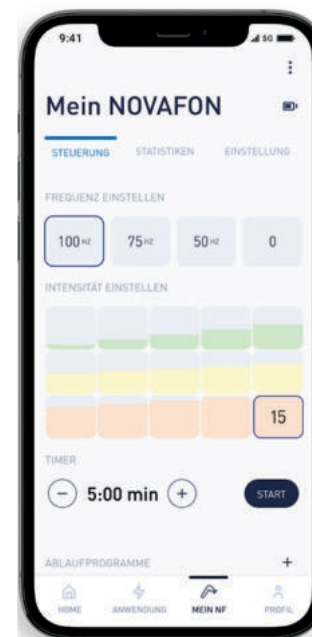 9:41
5G
Mein NOVAFON
STEUERUNG STATISTIKEN EINSTELLUNG
FREQUENZ EINSTELLEN
100 HZ 75 HZ 50 HZ 0
INTENSITÄT EINSTELLEN
15
TIMER
− 5:00 min + START
ABLAUFPROGRAMME +
HOME ANWENDUNG MEIN NF PROFIL